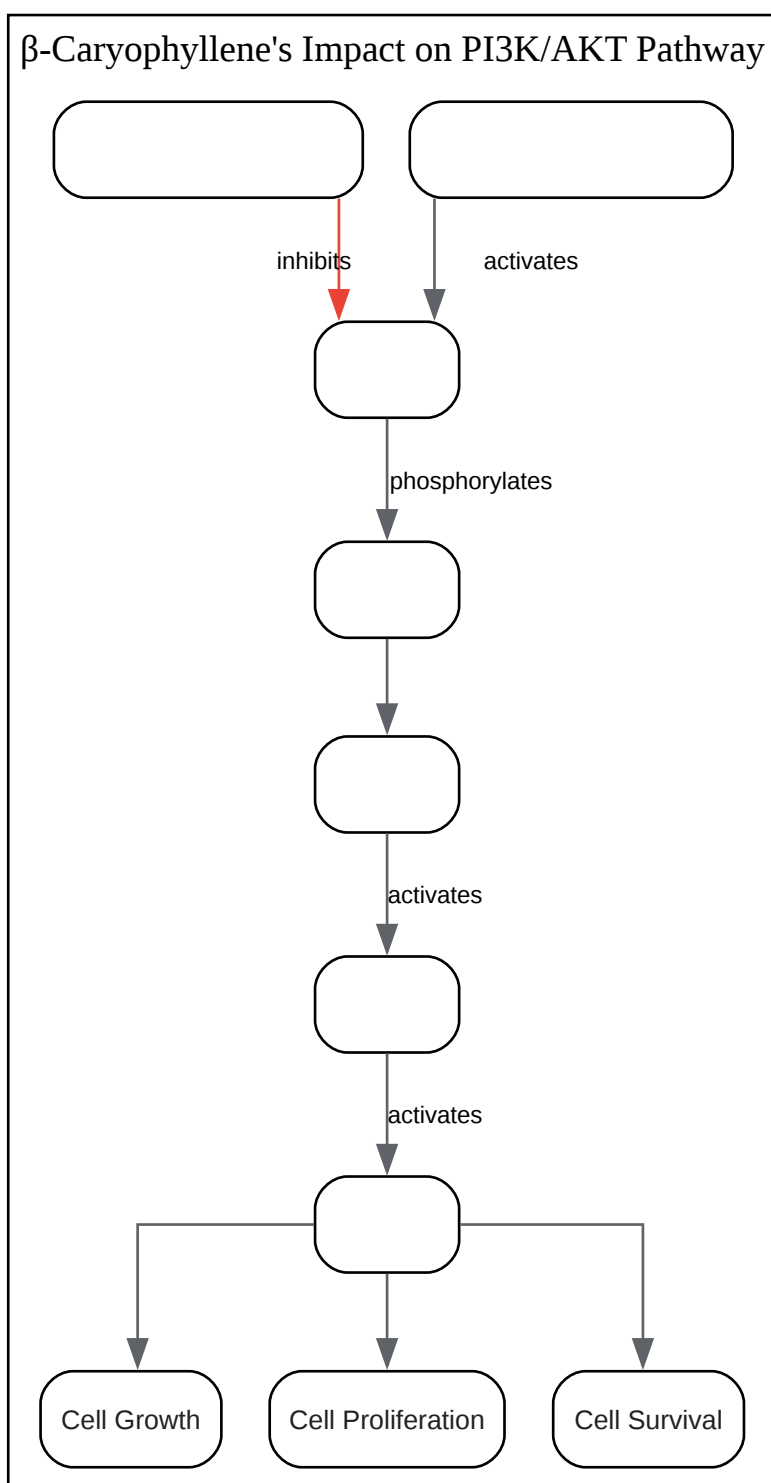 β-Caryophyllene's Impact on PI3K/AKT Pathway
inhibits
activates
phosphorylates
activates
activates
Cell Growth
Cell Proliferation
Cell Survival